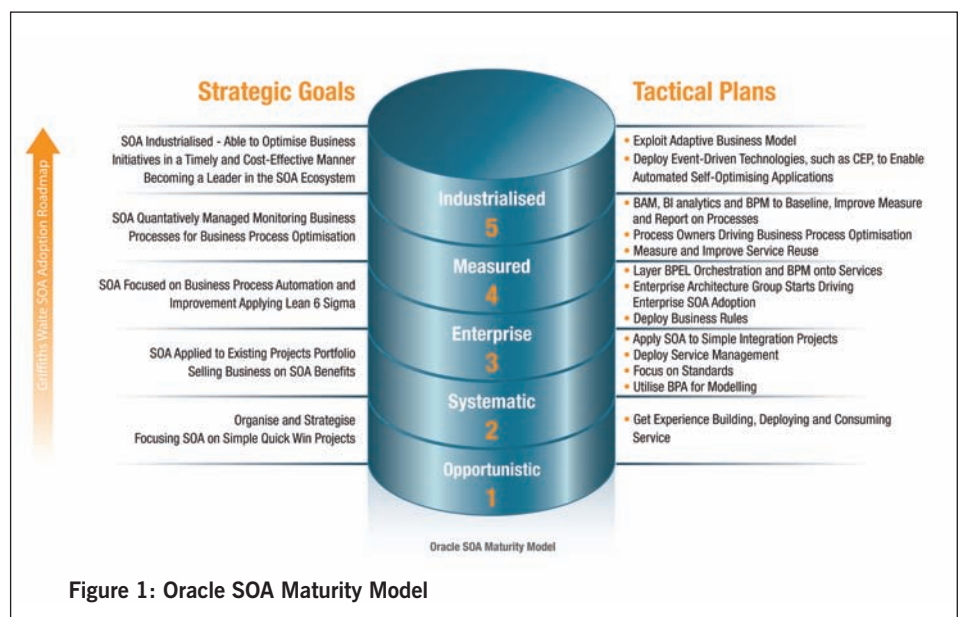 Strategic Goals
SOA Industrialised - Able to Optimise Business
Initiatives in a Timely and Cost-Effective Manner
Becoming a Leader in the SOA Ecosystem
SOA Quantatively Managed Monitoring Business
Processes for Business Process Optimisation
SOA Focused on Business Process Automation and
Improvement Applying Lean 6 Sigma
SOA Applied to Existing Projects Portfolio
Selling Business on SOA Benefits
Organise and Strategise
Focusing SOA on Simple Quick Win Projects
Griffiths Waite SOA Adoption Roadmap
Industrialised
5
Measured
4
Enterprise
3
Systematic
2
Opportunistic
1
Oracle SOA Maturity Model
Tactical Plans
• Exploit Adaptive Business Model
• Deploy Event-Driven Technologies, such as CEP, to Enable
Automated Self-Optimising Applications
• BAM, BI analytics and BPM to Baseline, Improve Measure
and Report on Processes
• Process Owners Driving Business Process Optimisation
• Measure and Improve Service Reuse
• Layer BPEL Orchestration and BPM onto Services
• Enterprise Architecture Group Starts Driving
Enterprise SOA Adoption
• Deploy Business Rules
• Apply SOA to Simple Integration Projects
• Deploy Service Management
• Focus on Standards
• Utilise BPA for Modelling
• Get Experience Building, Deploying and Consuming
Service
Figure 1: Oracle SOA Maturity Model